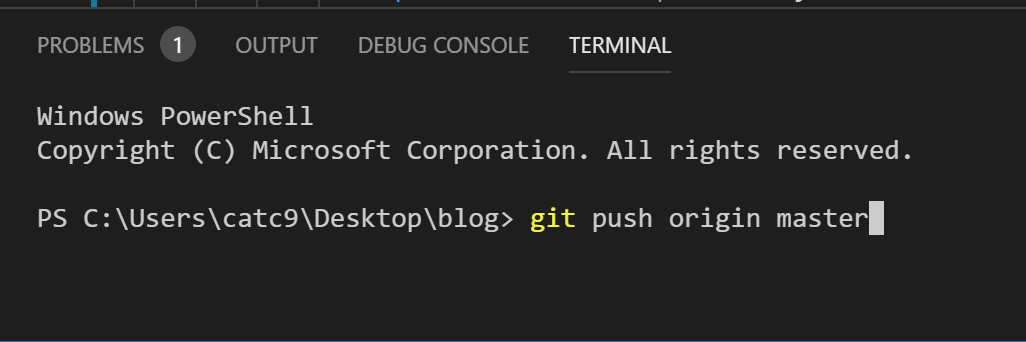 PROBLEMS 1 OUTPUT DEBUG CONSOLE TERMINAL
Windows PowerShell
Copyright (C) Microsoft Corporation. All rights reserved.
PS C:\Users\catc9\Desktop\blog> git push origin master